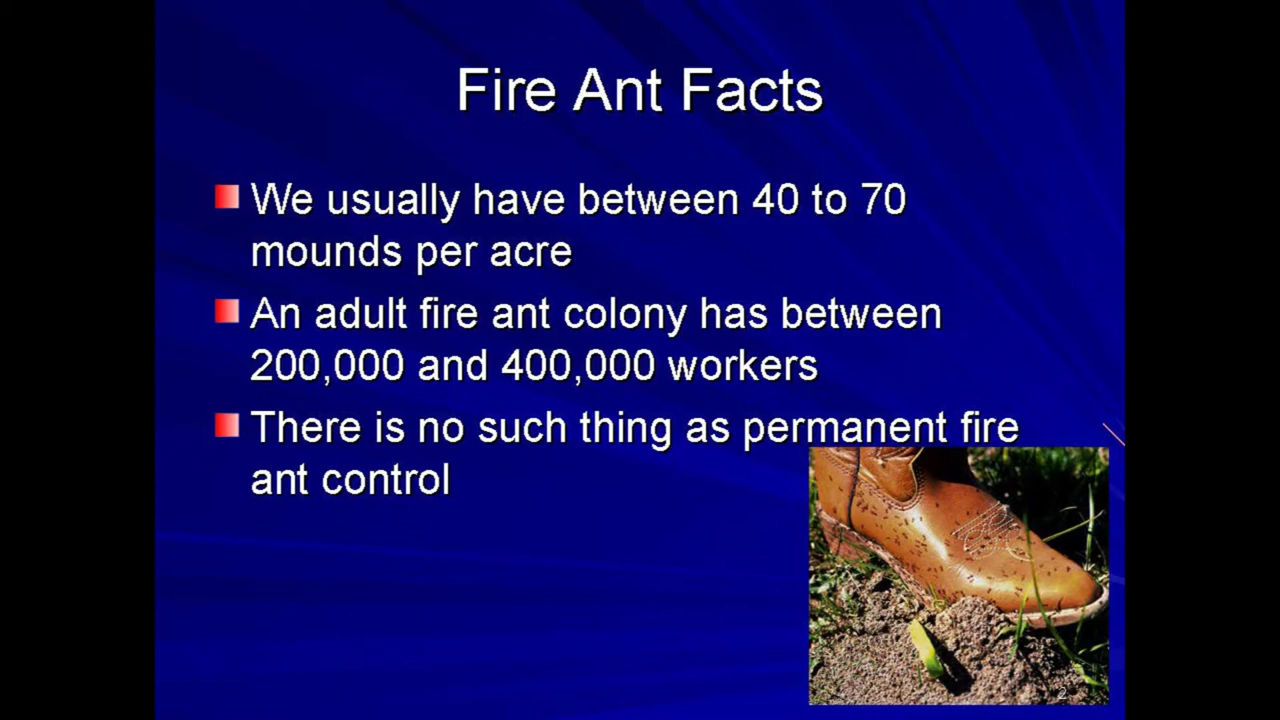 Fire Ant Facts
We usually have between 40 to 70
mounds per acre
An adult fire ant colony has between
200,000 and 400,000 workers
There is no such thing as permanent fire
ant control
2